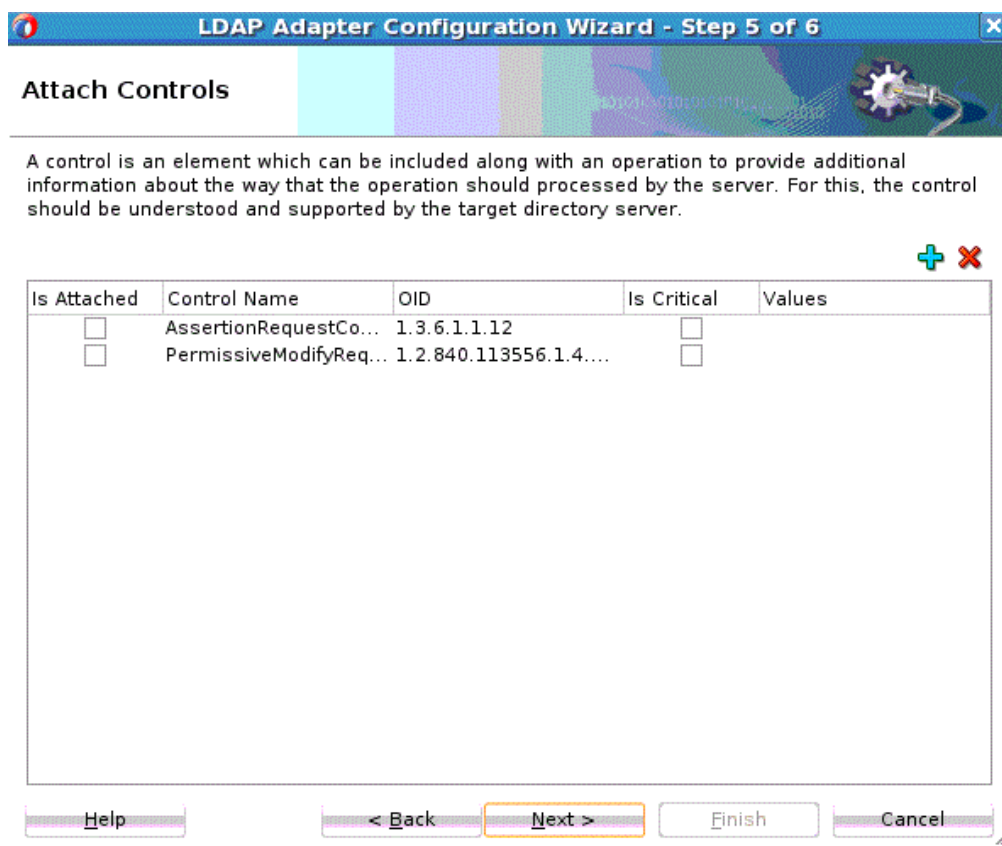 LDAP Adapter Configuration Wizard - Step 5 of 6
Attach Controls
A control is an element which can be included along with an operation to provide additional
information about the way that the operation should processed by the server. For this, the control
should be understood and supported by the target directory server.
Is Attached Control Name OID Is Critical Values
AssertionRequestCo... 1.3.6.1.1.12
PermissiveModifyReq... 1.2.840.113556.1.4....
Help < Back Next > Finish Cancel